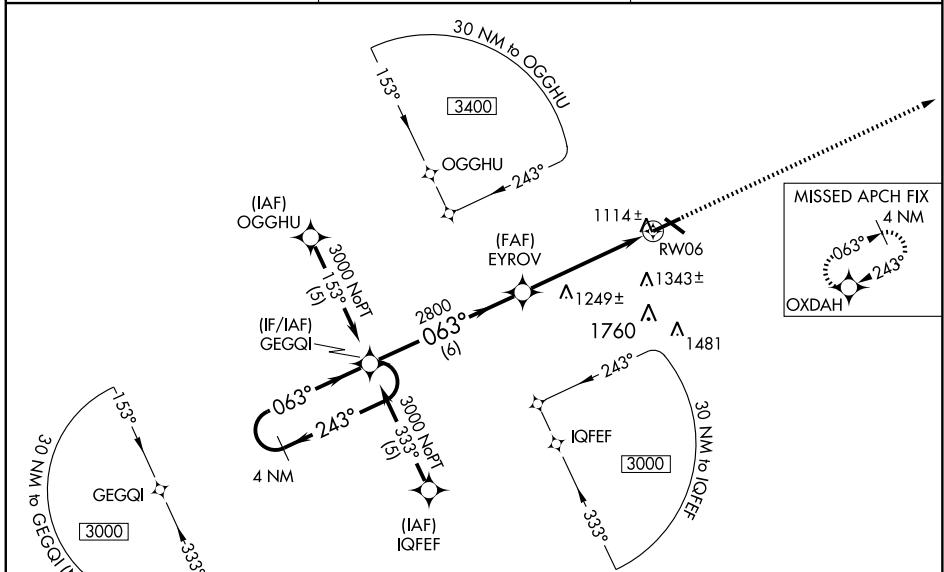 30 NM to OGGHU
153°
3400
OGGHU
243°
(IAF)
OGGHU
3000 NoPT
153°
(5)
(FAF)
EYROV
1114±
RW06
MISSED APCH FIX
4 NM
063°
243°
OXDAH
1249±
1343±
1760
1481
(IF/IAF)
GEGQI
2800
063°
(6)
063°
243°
4 NM
3000 NoPT
333°
(5)
(IAF)
IQFEF
243°
IQFEF
3000
30 NM to IQFEF
333°
153°
GEGQI
3000
30 NM to GEGQI
333°